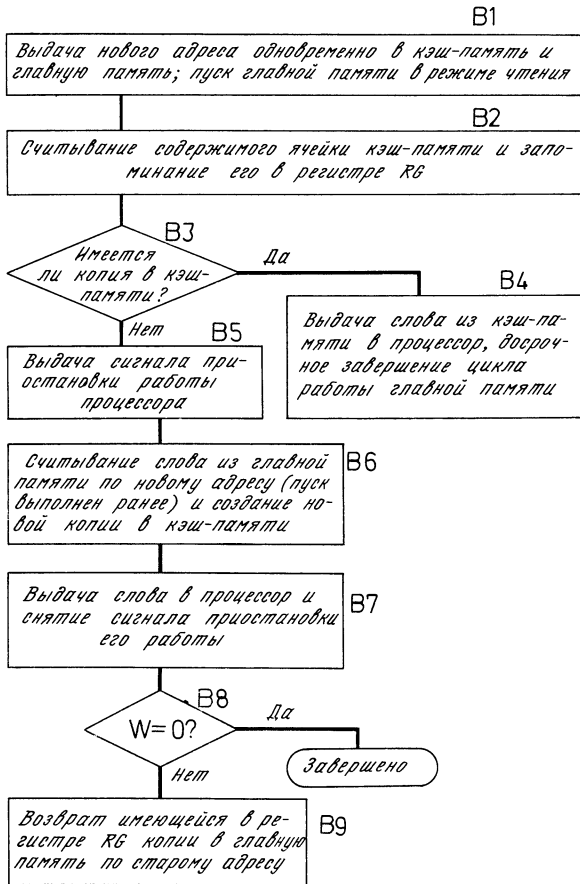 B1
Выдача нового адреса одновременно в кэш-память и
главную память; пуск главной памяти в режиме чтения
B2
Считывание содержимого ячейки кэш-памяти и запо-
минание его в регистре RG
B3
Имеется
ли копия в кэш-
памяти?
Да
Нет
B4
Выдача слова из кэш-па-
мяти в процессор, досроч-
ное завершение цикла
работы главной памяти
B5
Выдача сигнала при-
остановки работы
процессора
B6
Считывание слова из главной
памяти по новому адресу (пуск
выполнен ранее) и создание но-
вой копии в кэш-памяти
B7
Выдача слова в процессор и
снятие сигнала приостановки
его работы
B8
W=0?
Да
Завершено
Нет
B9
Возврат имеющейся в ре-
гистре RG копии в главную
память по старому адресу